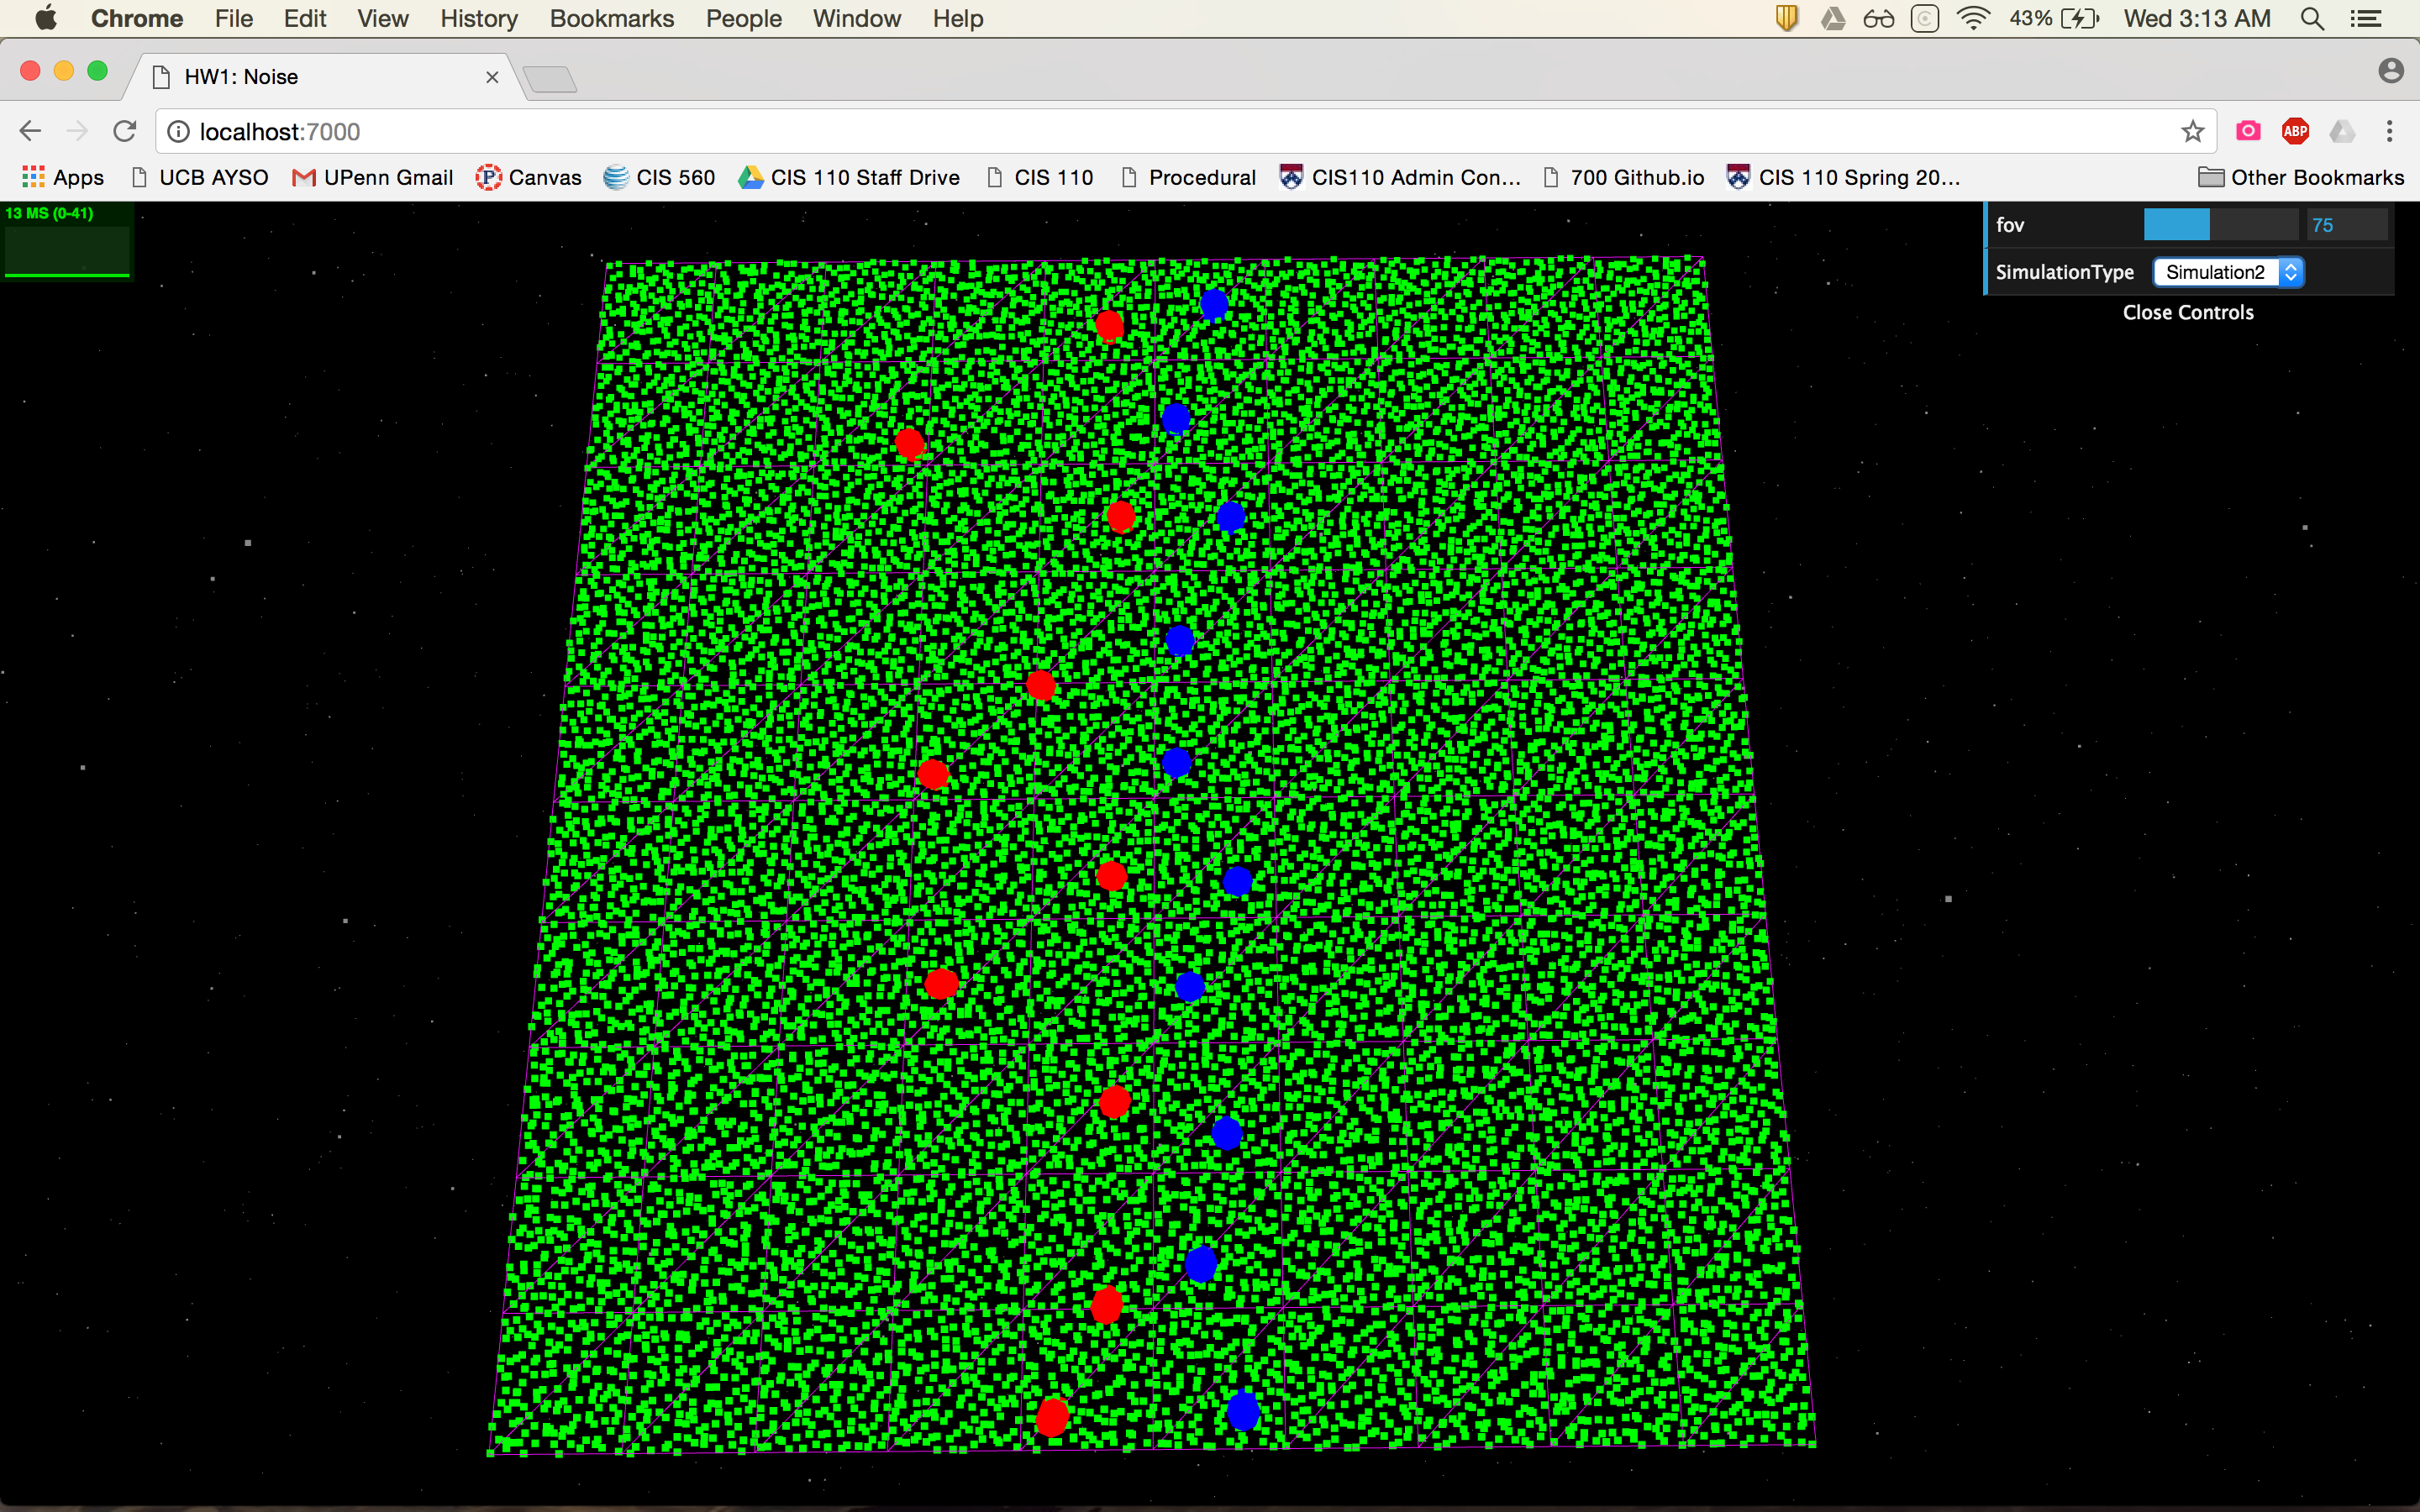 Chrome File Edit View History Bookmarks People Window Help 43% Wed 3:13 AM
HW1: Noise
localhost:7000 ABP
Apps UCB AYSO UPenn Gmail Canvas CIS 560 CIS 110 Staff Drive CIS 110 Procedural CIS110 Admin Con... 700 Github.io CIS 110 Spring 20... Other Bookmarks
13 MS (0-41)
fov 75
SimulationType Simulation2
Close Controls